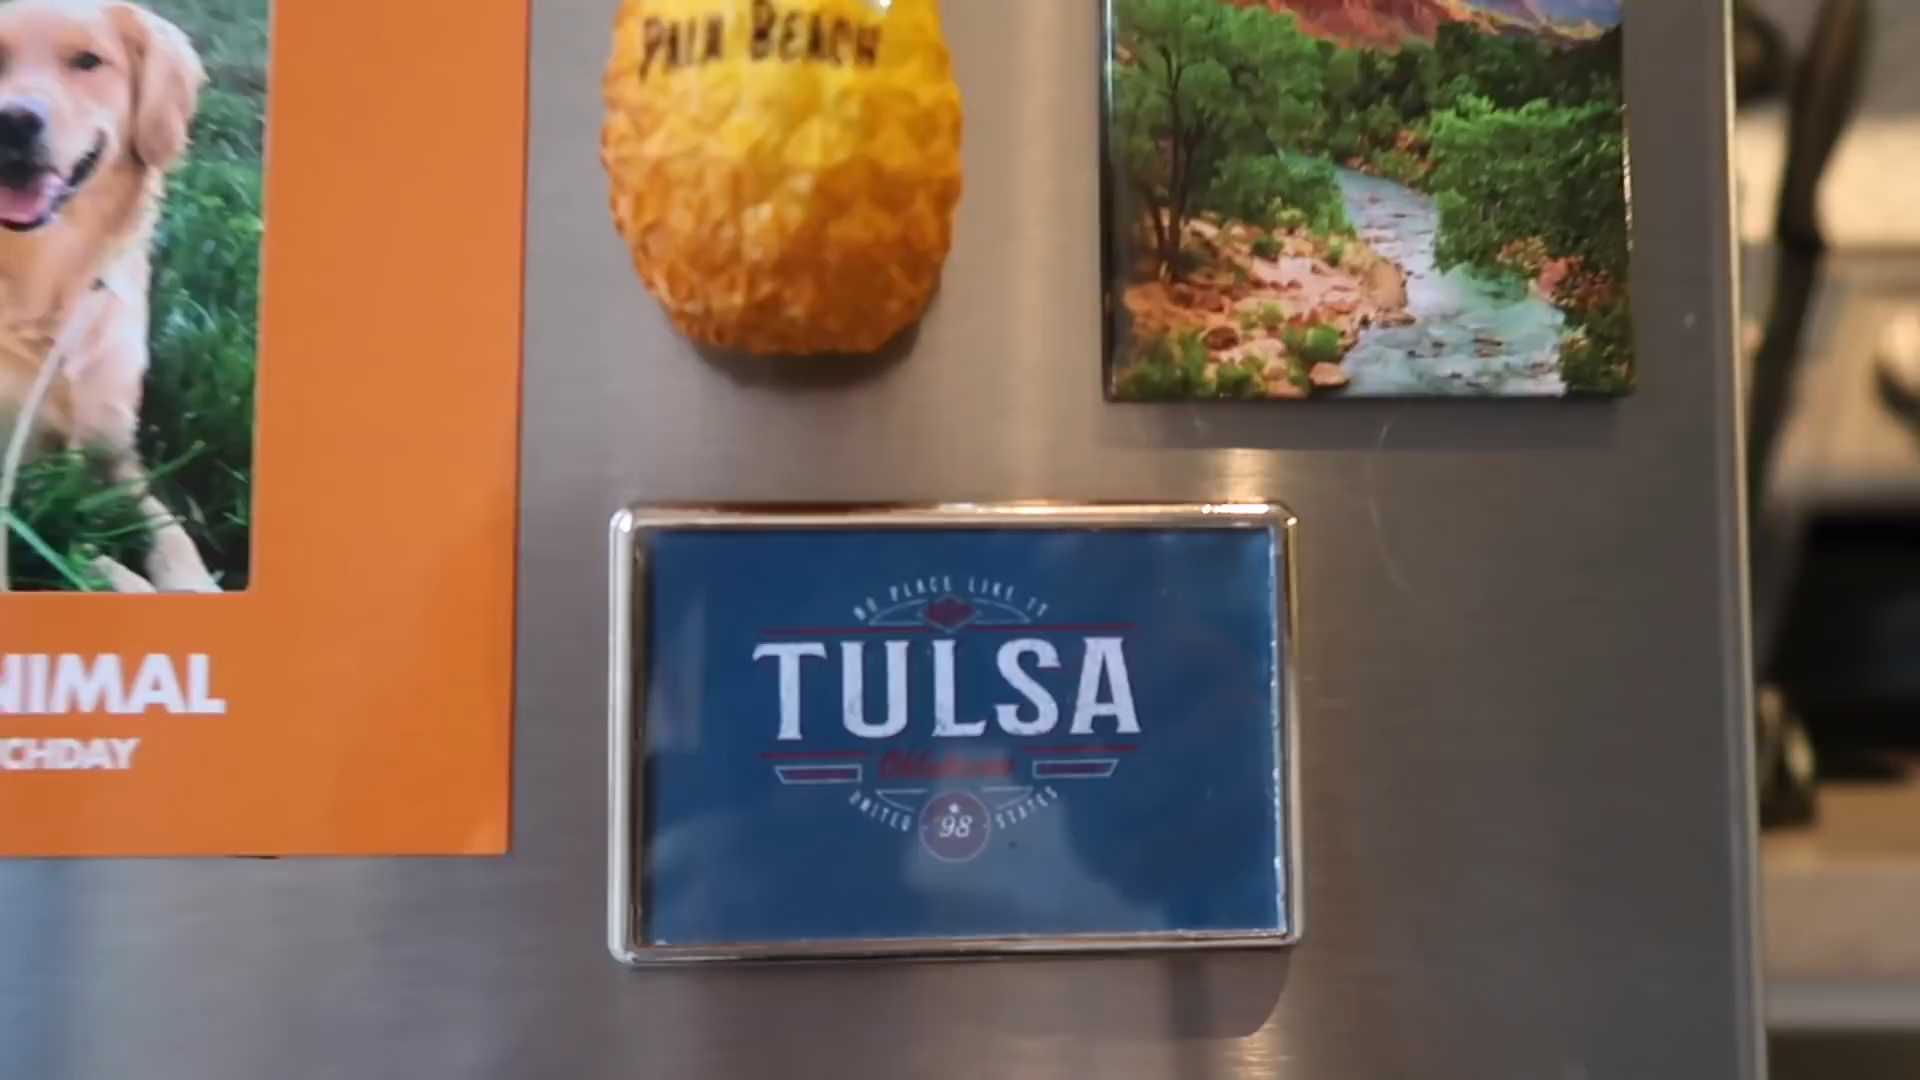 PALM BEACH
NIMAL
CHDAY
NO PLACE LIKE IT
TULSA
Oklahoma
UNITED STATES
'98